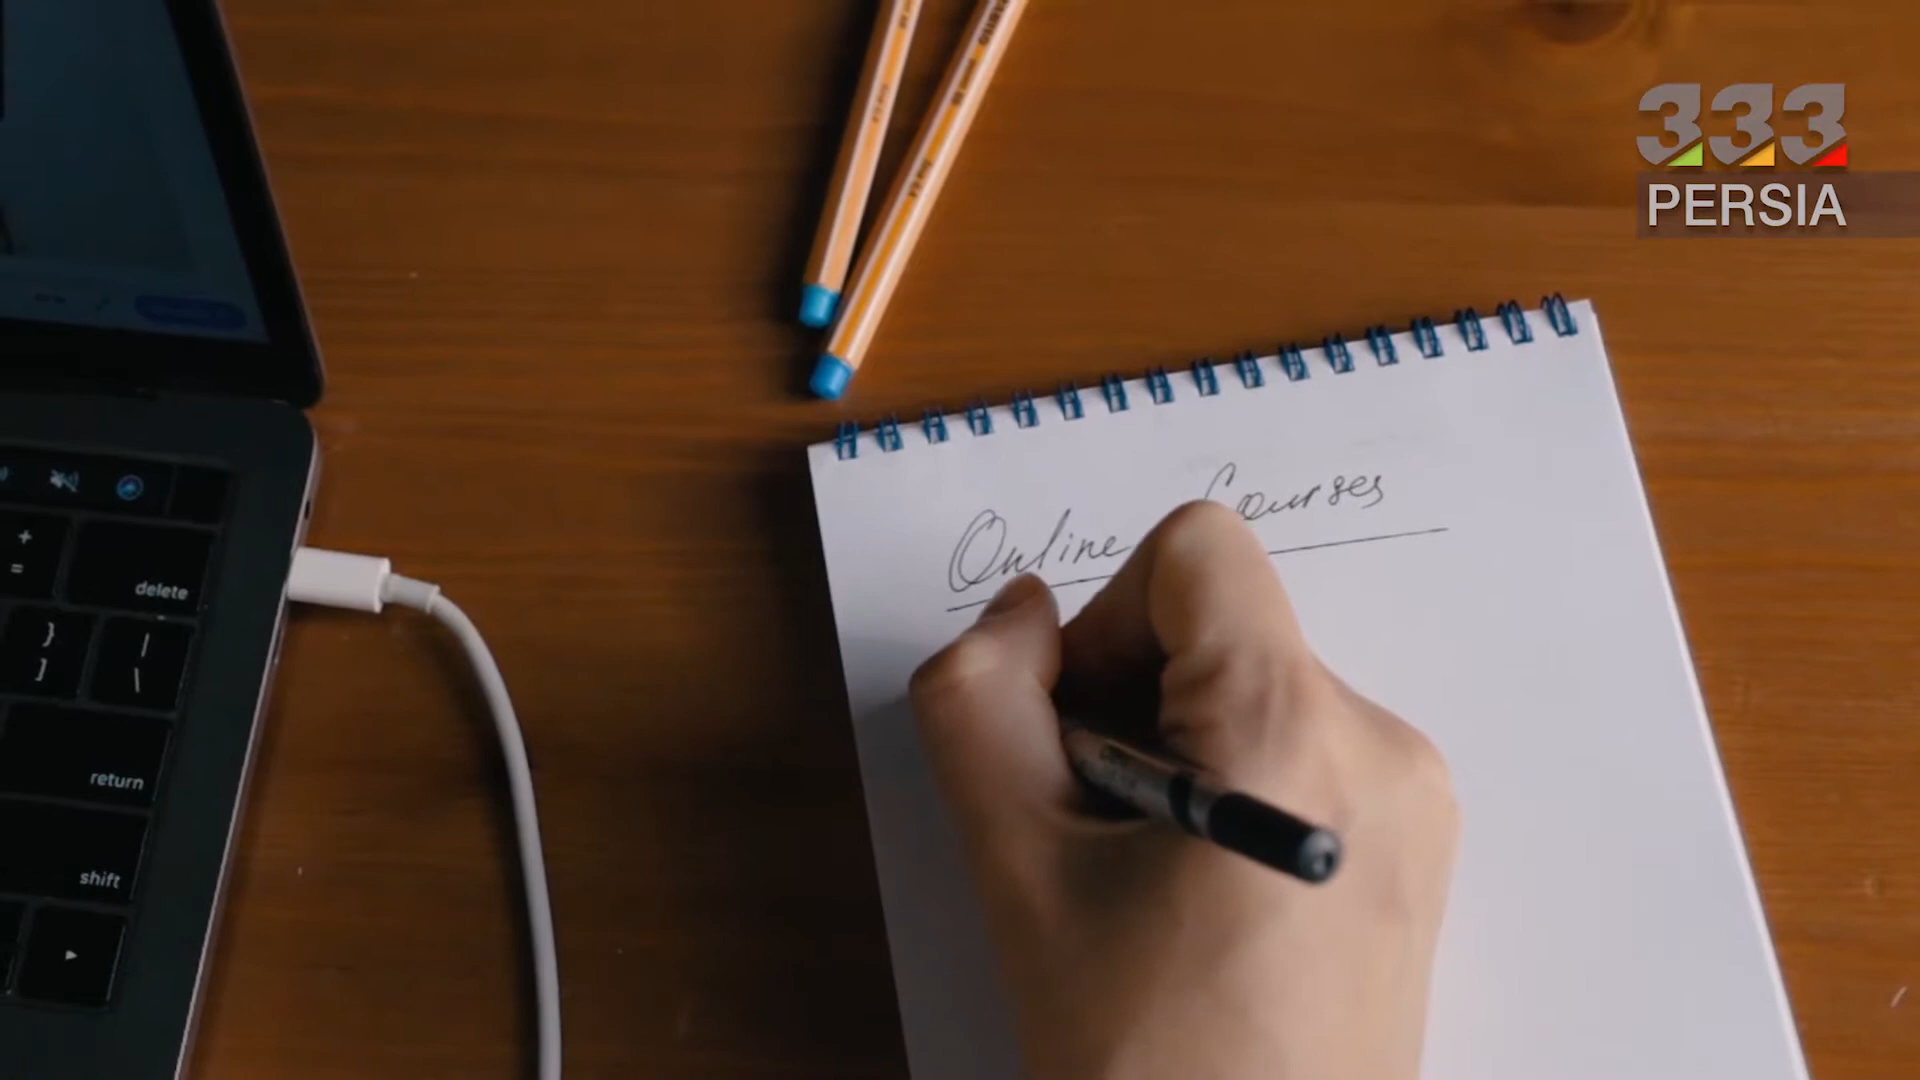 333
PERSIA
Online Courses
+
=
delete
}
]
|
\
return
shift